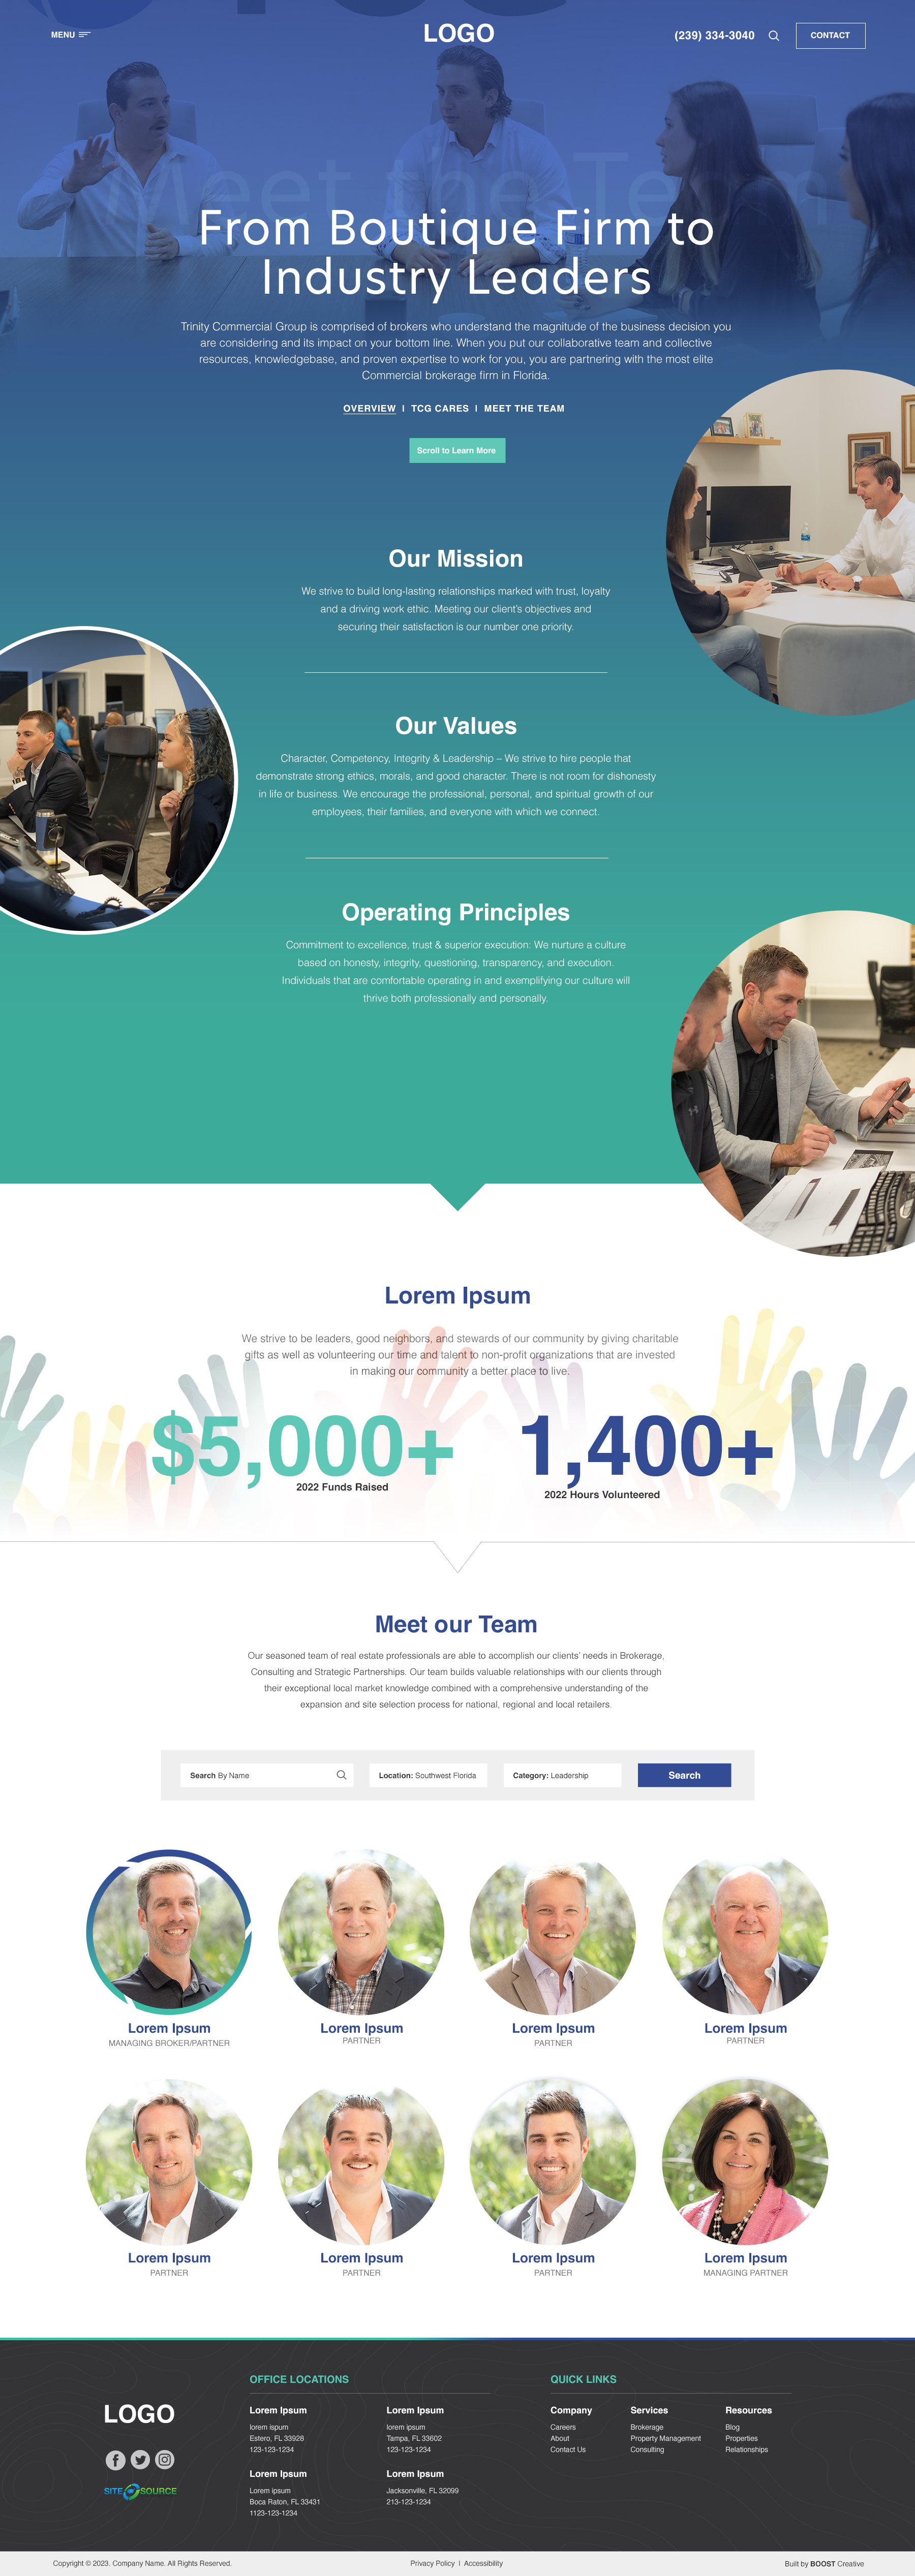 MENU
LOGO
(239) 334-3040
CONTACT
Meet the Team
From Boutique Firm to
Industry Leaders
Trinity Commercial Group is comprised of brokers who understand the magnitude of the business decision you
are considering and its impact on your bottom line. When you put our collaborative team and collective
resources, knowledgebase, and proven expertise to work for you, you are partnering with the most elite
Commercial brokerage firm in Florida.
OVERVIEW | TCG CARES | MEET THE TEAM
Scroll to Learn More
Our Mission
We strive to build long-lasting relationships marked with trust, loyalty
and a driving work ethic. Meeting our client's objectives and
securing their satisfaction is our number one priority.
Our Values
Character, Competency, Integrity & Leadership – We strive to hire people that
demonstrate strong ethics, morals, and good character. There is not room for dishonesty
in life or business. We encourage the professional, personal, and spiritual growth of our
employees, their families, and everyone with which we connect.
Operating Principles
Commitment to excellence, trust & superior execution: We nurture a culture
based on honesty, integrity, questioning, transparency, and execution.
Individuals that are comfortable operating in and exemplifying our culture will
thrive both professionally and personally.
Lorem Ipsum
We strive to be leaders, good neighbors, and stewards of our community by giving charitable
gifts as well as volunteering our time and talent to non-profit organizations that are invested
in making our community a better place to live.
$5,000+
2022 Funds Raised
1,400+
2022 Hours Volunteered
Meet our Team
Our seasoned team of real estate professionals are able to accomplish our clients' needs in Brokerage,
Consulting and Strategic Partnerships. Our team builds valuable relationships with our clients through
their exceptional local market knowledge combined with a comprehensive understanding of the
expansion and site selection process for national, regional and local retailers.
Search By Name
Location: Southwest Florida
Category: Leadership
Search
Lorem Ipsum
MANAGING BROKER/PARTNER
Lorem Ipsum
PARTNER
Lorem Ipsum
PARTNER
Lorem Ipsum
PARTNER
Lorem Ipsum
PARTNER
Lorem Ipsum
PARTNER
Lorem Ipsum
PARTNER
Lorem Ipsum
MANAGING PARTNER
LOGO
SITE SOURCE
OFFICE LOCATIONS
Lorem Ipsum
lorem ispum
Estero, FL 33928
123-123-1234
Lorem Ipsum
lorem ipsum
Tampa, FL 33602
123-123-1234
Lorem Ipsum
Lorem ipsum
Boca Raton, FL 33431
1123-123-1234
Lorem Ipsum
Jacksonville, FL 32099
213-123-1234
QUICK LINKS
Company
Careers
About
Contact Us
Services
Brokerage
Property Management
Consulting
Resources
Blog
Properties
Relationships
Copyright © 2023. Company Name. All Rights Reserved.
Privacy Policy | Accessibility
Built by BOOST Creative